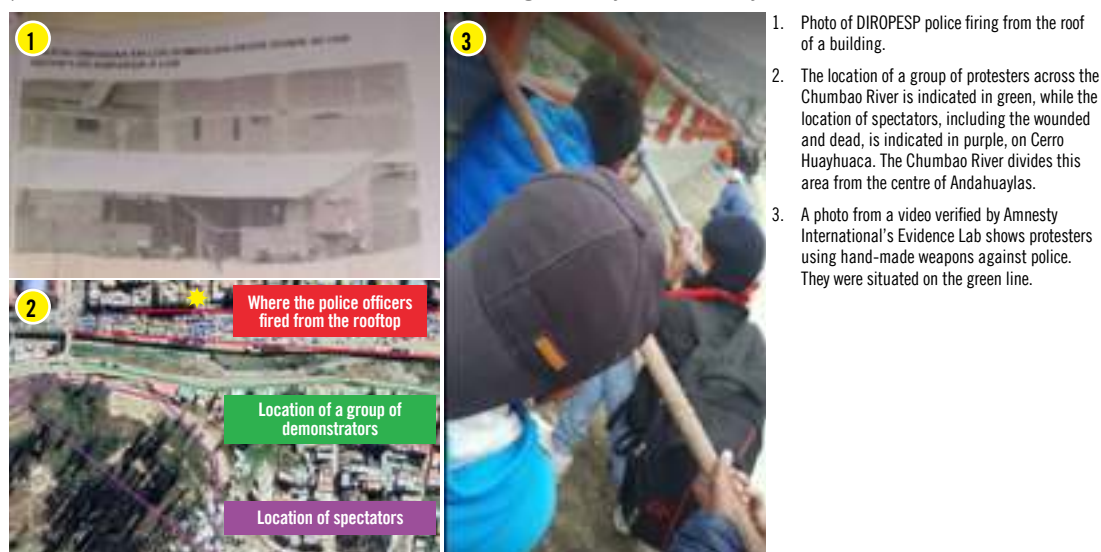 1
3
2
Where the police officers
fired from the rooftop
Location of a group of
demonstrators
Location of spectators
1. Photo of DIROPESP police firing from the roof
of a building.
2. The location of a group of protesters across the
Chumbao River is indicated in green, while the
location of spectators, including the wounded
and dead, is indicated in purple, on Cerro
Huayhuaca. The Chumbao River divides this
area from the centre of Andahuaylas.
3. A photo from a video verified by Amnesty
International's Evidence Lab shows protesters
using hand-made weapons against police.
They were situated on the green line.